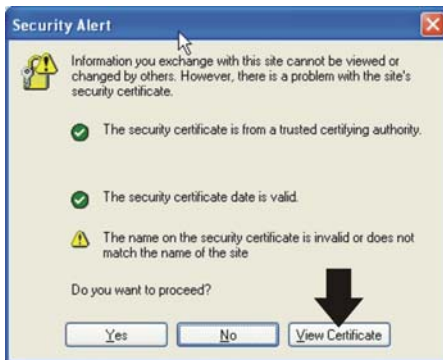 Security Alert
Information you exchange with this site cannot be viewed or
changed by others. However, there is a problem with the site's
security certificate.
The security certificate is from a trusted certifying authority.
The security certificate date is valid.
The name on the security certificate is invalid or does not
match the name of the site
Do you want to proceed?
Yes No View Certificate